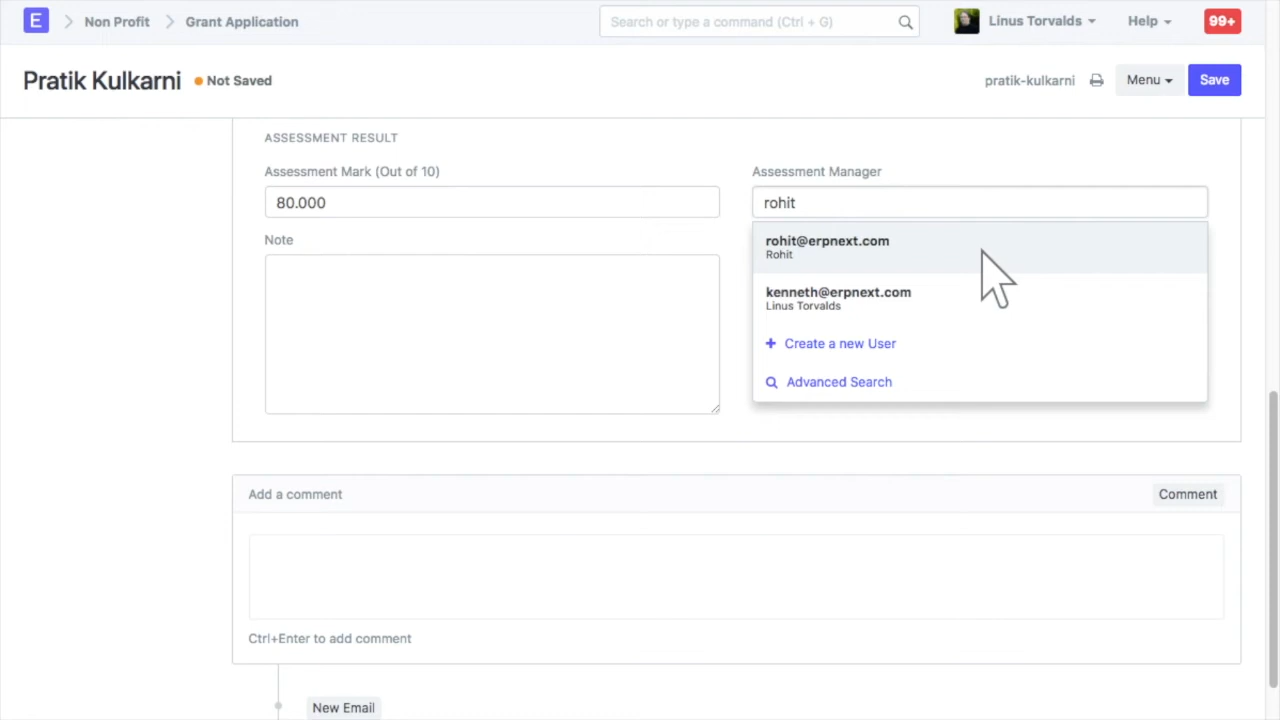 E Non Profit Grant Application Search or type a command (Ctrl + G) Linus Torvalds Help 99+
Pratik Kulkarni Not Saved pratik-kulkarni Menu Save
ASSESSMENT RESULT
Assessment Mark (Out of 10) Assessment Manager
80.000 rohit
Note
rohit@erpnext.com
Rohit
kenneth@erpnext.com
Linus Torvalds
+ Create a new User
Advanced Search
Add a comment Comment
Ctrl+Enter to add comment
New Email